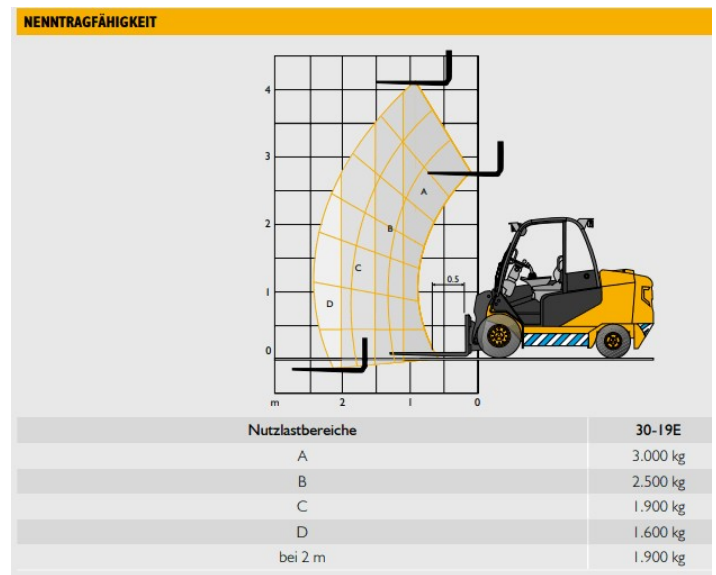 NENNTRAGFÄHIGKEIT
4
3
A
2
B
C
0.5
1
D
0
m 2 1 0
Nutzlastbereiche 30-19E
A 3.000 kg
B 2.500 kg
C 1.900 kg
D 1.600 kg
bei 2 m 1.900 kg